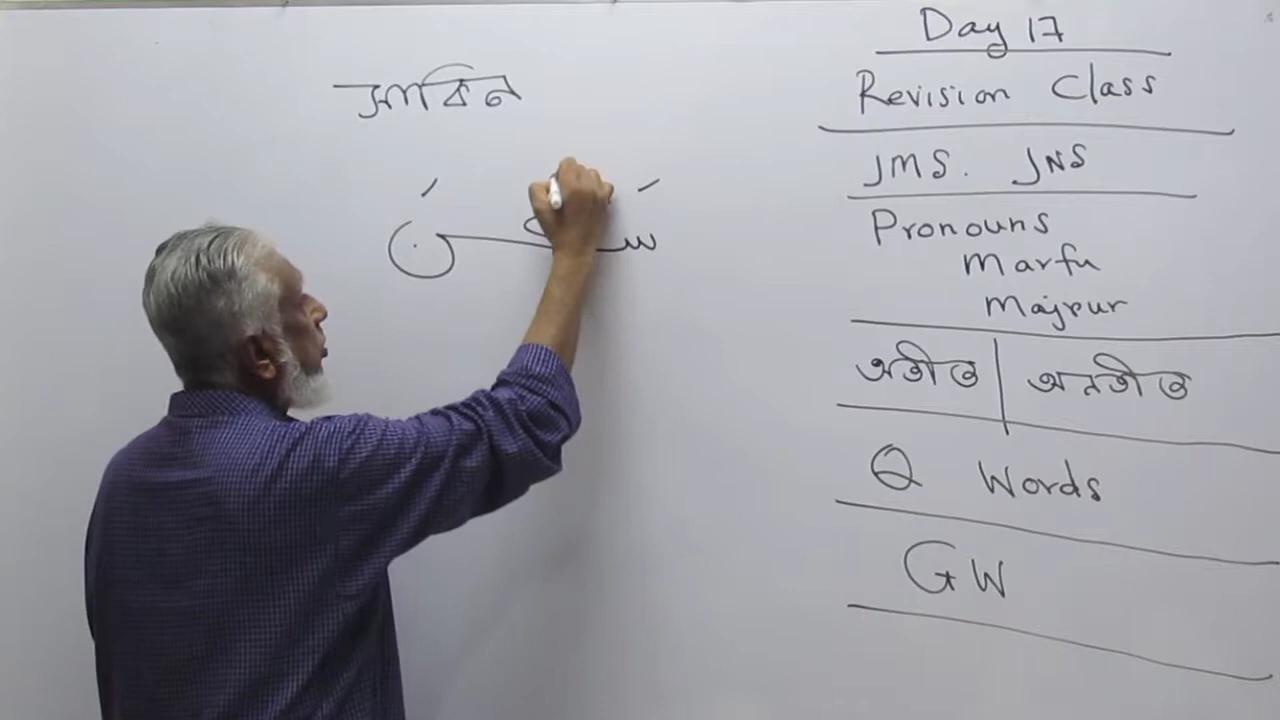 সাকিন
سَكَنَ
Day 17
Revision Class
JMS. JNS
Pronouns
Marfu
Majrur
অতীত | অনতীত
Q Words
GW